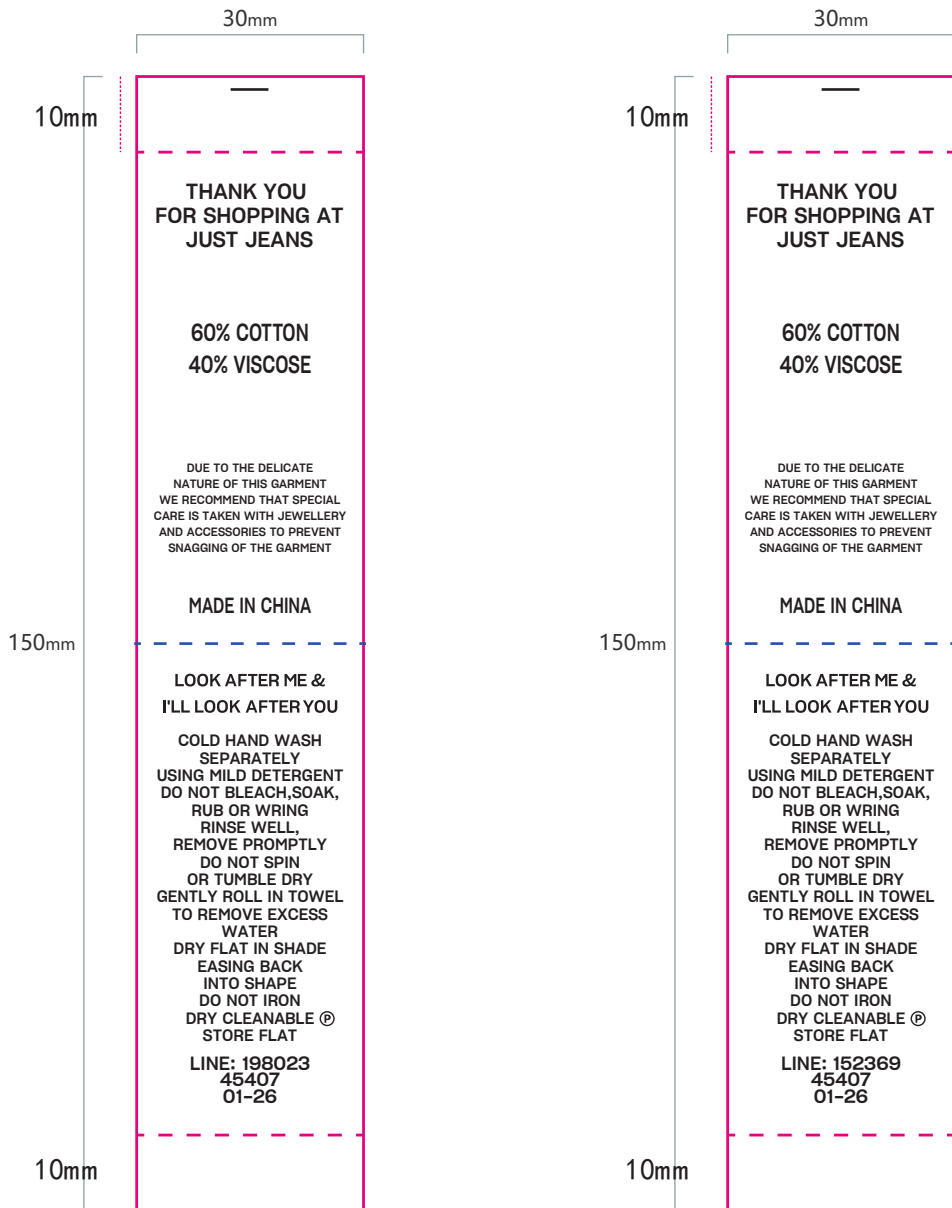 30mm
10mm
THANK YOU
FOR SHOPPING AT
JUST JEANS
60% COTTON
40% VISCOSE
DUE TO THE DELICATE
NATURE OF THIS GARMENT
WE RECOMMEND THAT SPECIAL
CARE IS TAKEN WITH JEWELLERY
AND ACCESSORIES TO PREVENT
SNAGGING OF THE GARMENT
MADE IN CHINA
150mm
LOOK AFTER ME &
I'LL LOOK AFTER YOU
COLD HAND WASH
SEPARATELY
USING MILD DETERGENT
DO NOT BLEACH,SOAK,
RUB OR WRING
RINSE WELL,
REMOVE PROMPTLY
DO NOT SPIN
OR TUMBLE DRY
GENTLY ROLL IN TOWEL
TO REMOVE EXCESS
WATER
DRY FLAT IN SHADE
EASING BACK
INTO SHAPE
DO NOT IRON
DRY CLEANABLE Ⓟ
STORE FLAT
LINE: 198023
45407
01-26
10mm
30mm
10mm
THANK YOU
FOR SHOPPING AT
JUST JEANS
60% COTTON
40% VISCOSE
DUE TO THE DELICATE
NATURE OF THIS GARMENT
WE RECOMMEND THAT SPECIAL
CARE IS TAKEN WITH JEWELLERY
AND ACCESSORIES TO PREVENT
SNAGGING OF THE GARMENT
MADE IN CHINA
150mm
LOOK AFTER ME &
I'LL LOOK AFTER YOU
COLD HAND WASH
SEPARATELY
USING MILD DETERGENT
DO NOT BLEACH,SOAK,
RUB OR WRING
RINSE WELL,
REMOVE PROMPTLY
DO NOT SPIN
OR TUMBLE DRY
GENTLY ROLL IN TOWEL
TO REMOVE EXCESS
WATER
DRY FLAT IN SHADE
EASING BACK
INTO SHAPE
DO NOT IRON
DRY CLEANABLE Ⓟ
STORE FLAT
LINE: 152369
45407
01-26
10mm